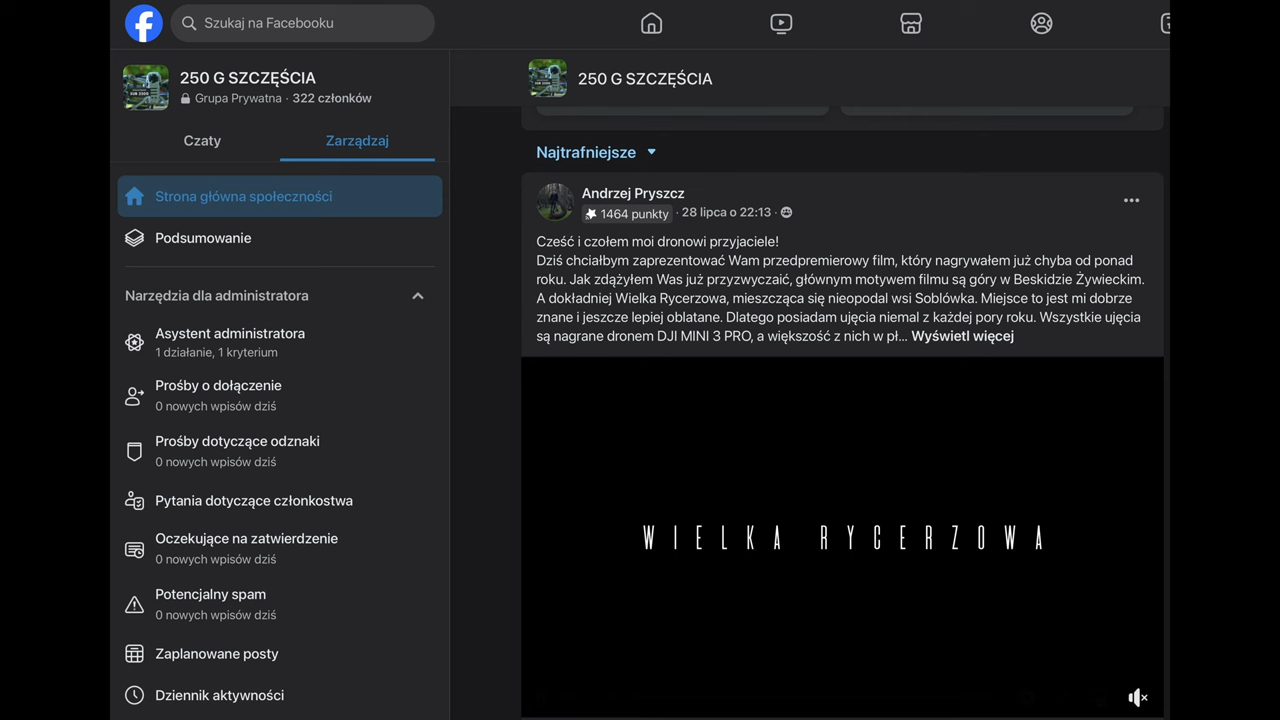 Szukaj na Facebooku
250 G SZCZĘŚCIA
Grupa Prywatna · 322 członków
Czaty
Zarządzaj
Strona główna społeczności
Podsumowanie
Narzędzia dla administratora
Asystent administratora
1 działanie, 1 kryterium
Prośby o dołączenie
0 nowych wpisów dziś
Prośby dotyczące odznaki
0 nowych wpisów dziś
Pytania dotyczące członkostwa
Oczekujące na zatwierdzenie
0 nowych wpisów dziś
Potencjalny spam
0 nowych wpisów dziś
Zaplanowane posty
Dziennik aktywności
250 G SZCZĘŚCIA
Najtrafniejsze
Andrzej Pryszcz
1464 punkty · 28 lipca o 22:13 ·
Cześć i czołem moi dronowi przyjaciele!
Dziś chciałbym zaprezentować Wam przedpremierowy film, który nagrywałem już chyba od ponad
roku. Jak zdążyłem Was już przyzwyczaić, głównym motywem filmu są góry w Beskidzie Żywieckim.
A dokładniej Wielka Rycerzowa, mieszcząca się nieopodal wsi Soblówka. Miejsce to jest mi dobrze
znane i jeszcze lepiej oblatane. Dlatego posiadam ujęcia niemal z każdej pory roku. Wszystkie ujęcia
są nagrane dronem DJI MINI 3 PRO, a większość z nich w pł... Wyświetl więcej
WIELKA RYCERZOWA